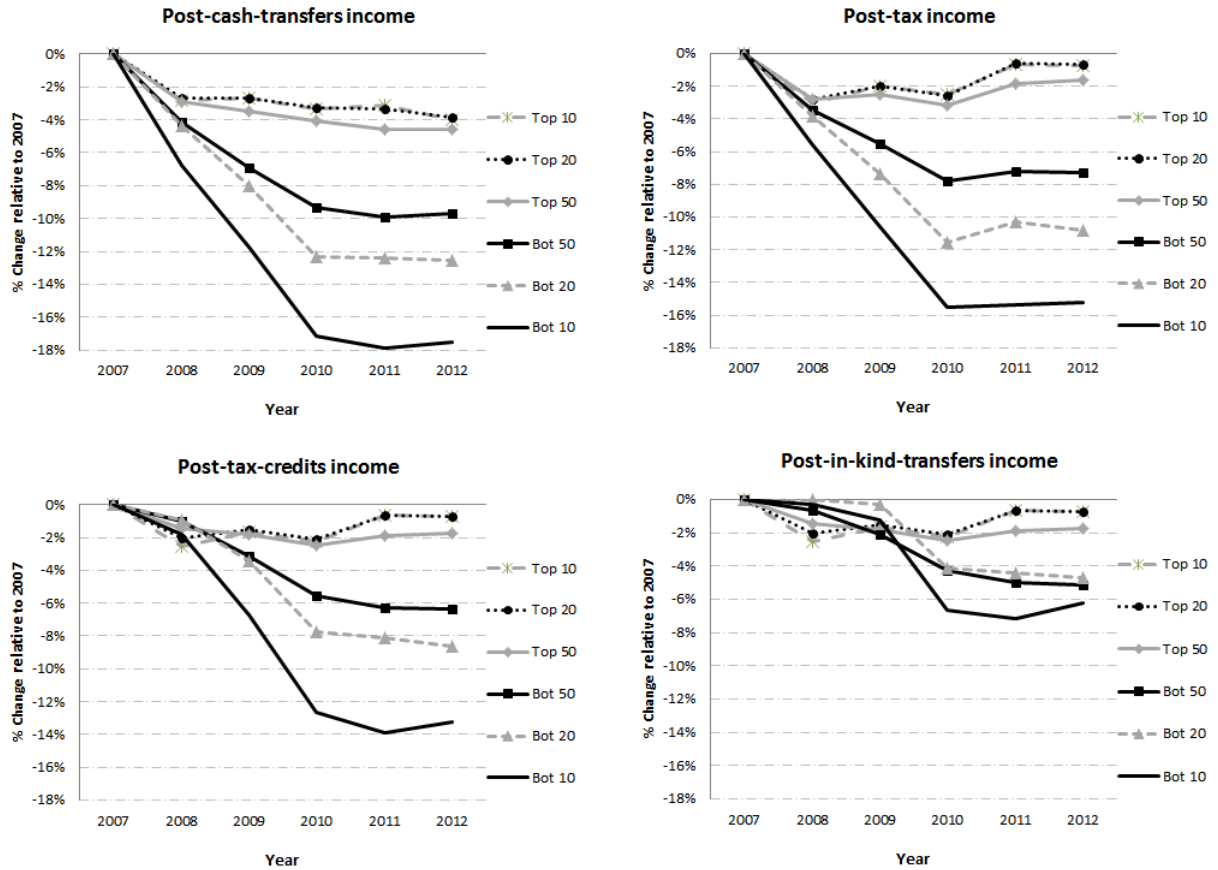 Post-cash-transfers income
0%
-2%
-4%
-6%
-8%
-10%
-12%
-14%
-16%
-18%
% Change relative to 2007
2007 2008 2009 2010 2011 2012
Year
Top 10
Top 20
Top 50
Bot 50
Bot 20
Bot 10
Post-tax income
0%
-2%
-4%
-6%
-8%
-10%
-12%
-14%
-16%
-18%
% Change relative to 2007
2007 2008 2009 2010 2011 2012
Year
Top 10
Top 20
Top 50
Bot 50
Bot 20
Bot 10
Post-tax-credits income
0%
-2%
-4%
-6%
-8%
-10%
-12%
-14%
-16%
-18%
% Change relative to 2007
2007 2008 2009 2010 2011 2012
Year
Top 10
Top 20
Top 50
Bot 50
Bot 20
Bot 10
Post-in-kind-transfers income
0%
-2%
-4%
-6%
-8%
-10%
-12%
-14%
-16%
-18%
% Change relative to 2007
2007 2008 2009 2010 2011 2012
Year
Top 10
Top 20
Top 50
Bot 50
Bot 20
Bot 10